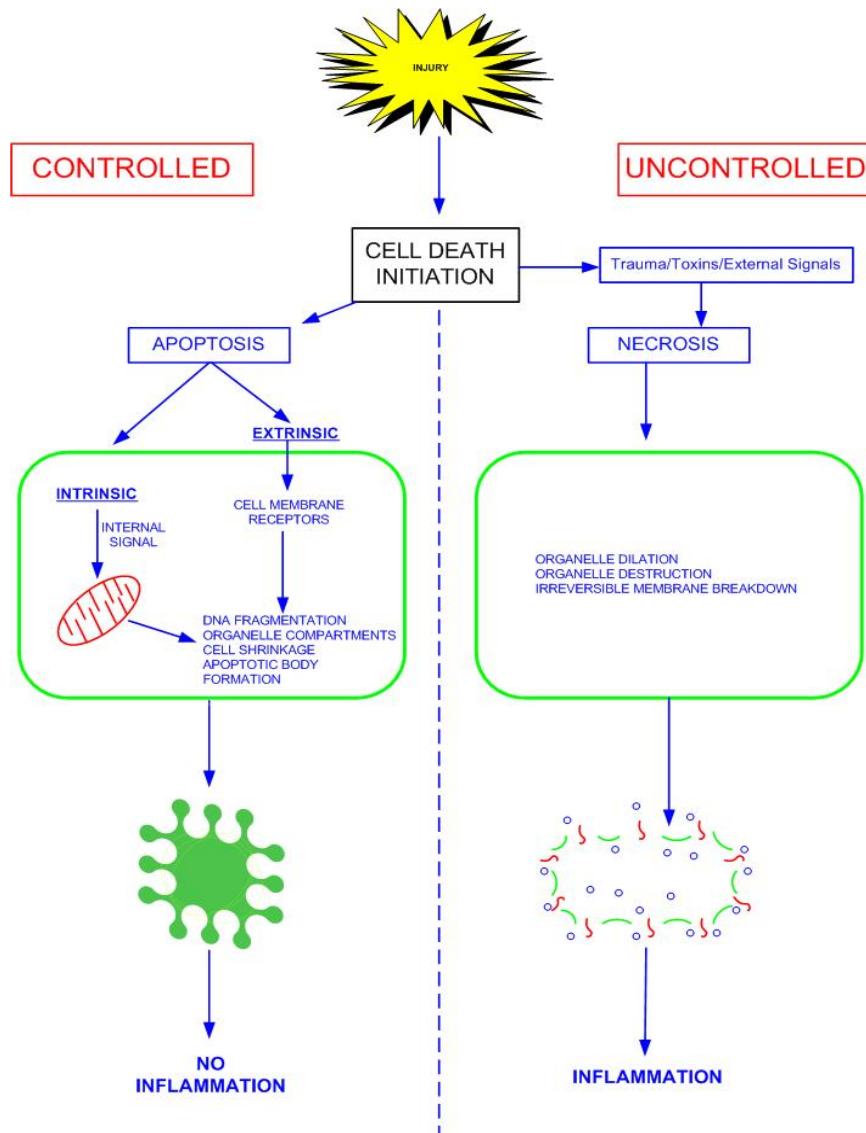 INJURY
CONTROLLED
UNCONTROLLED
CELL DEATH
INITIATION
Trauma/Toxins/External Signals
APOPTOSIS
NECROSIS
EXTRINSIC
INTRINSIC
CELL MEMBRANE
RECEPTORS
INTERNAL
SIGNAL
ORGANELLE DILATION
ORGANELLE DESTRUCTION
IRREVERSIBLE MEMBRANE BREAKDOWN
DNA FRAGMENTATION
ORGANELLE COMPARTMENTS
CELL SHRINKAGE
APOPTOTIC BODY
FORMATION
NO
INFLAMMATION
INFLAMMATION